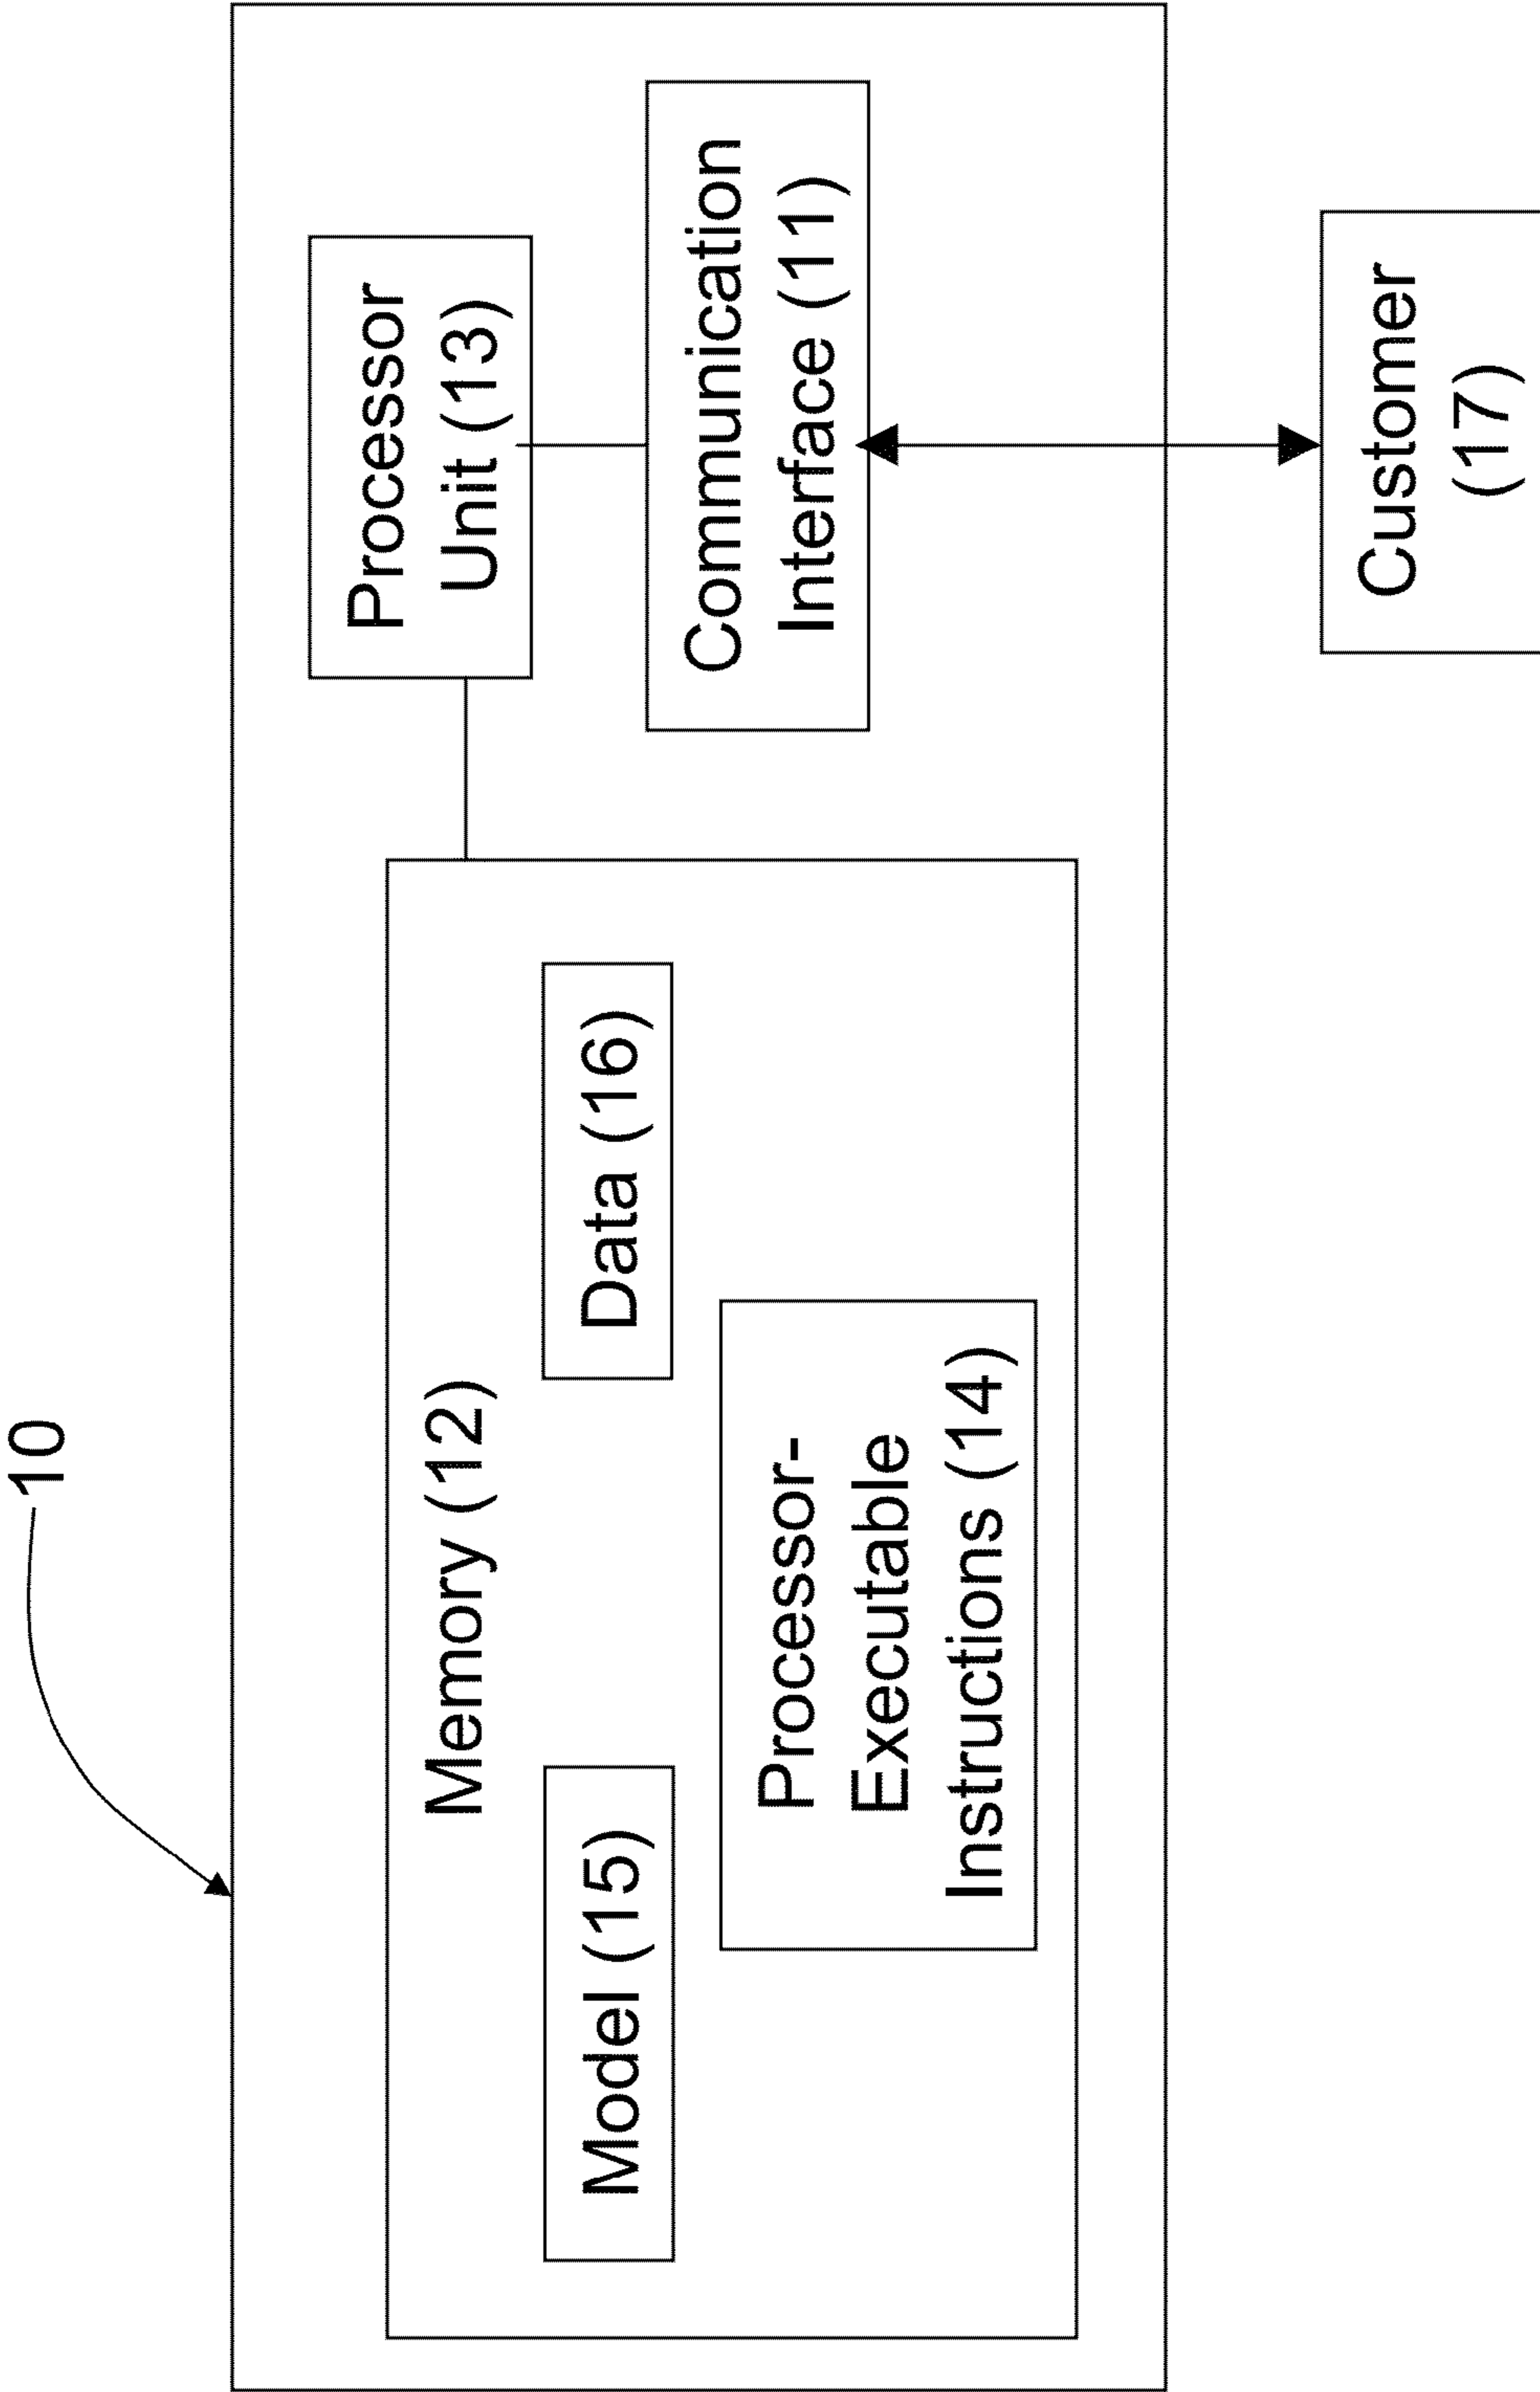 10
Memory (12)
Model (15)
Data (16)
Processor-
Executable
Instructions (14)
Processor
Unit (13)
Communication
Interface (11)
Customer
(17)